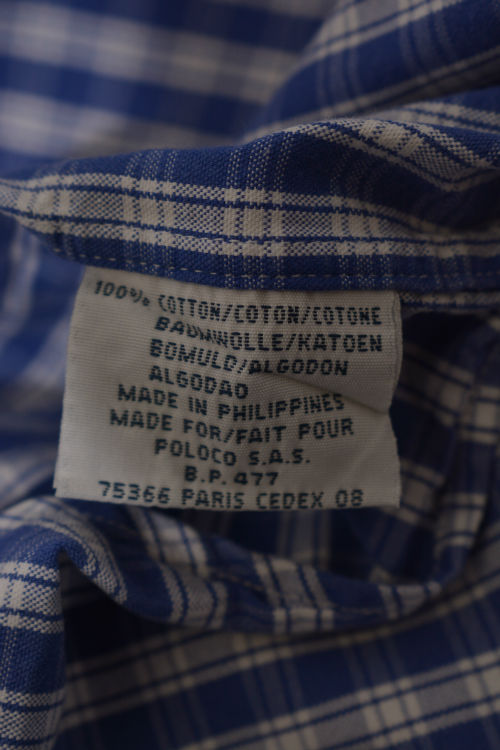 100% COTTON/COTON/COTONE
BAUMWOLLE/KATOEN
BOMULD/ALGODON
ALGODAO
MADE IN PHILIPPINES
MADE FOR/FAIT POUR
POLOCO S.A.S.
B.P. 477
75366 PARIS CEDEX 08